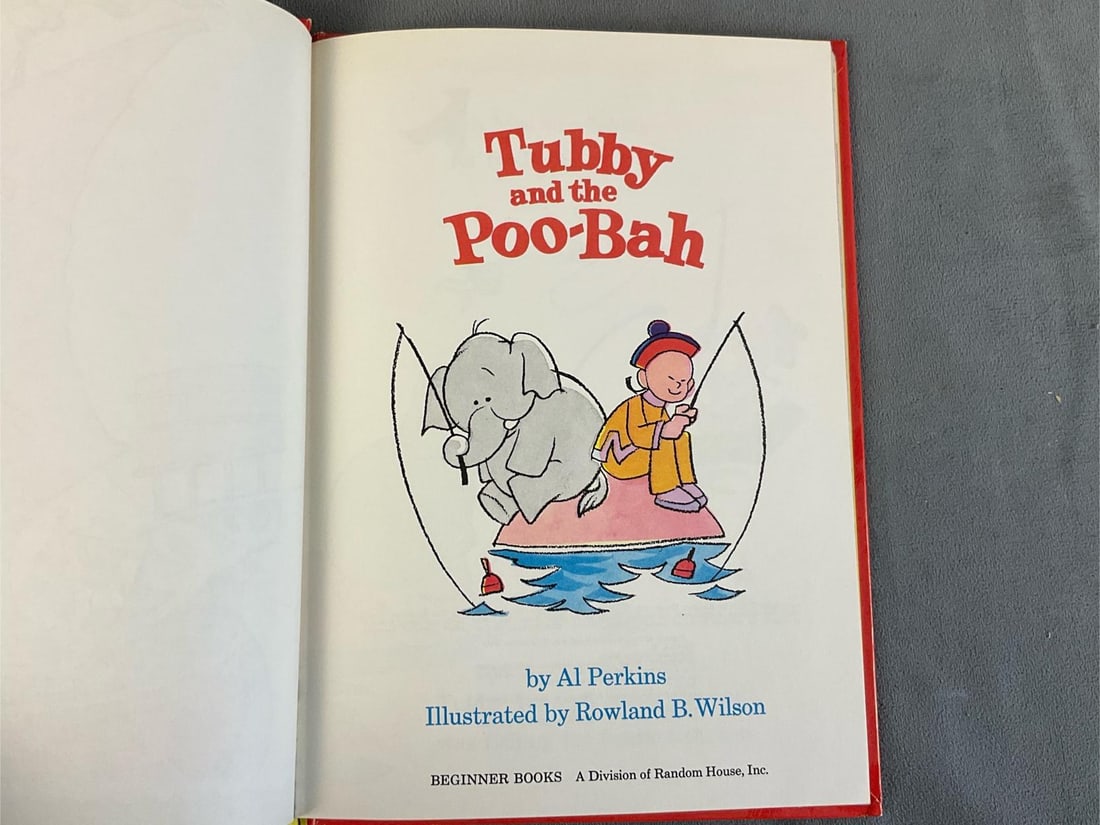 Tubby
and the
Poo-Bah
by Al Perkins
Illustrated by Rowland B. Wilson
BEGINNER BOOKS A Division of Random House, Inc.